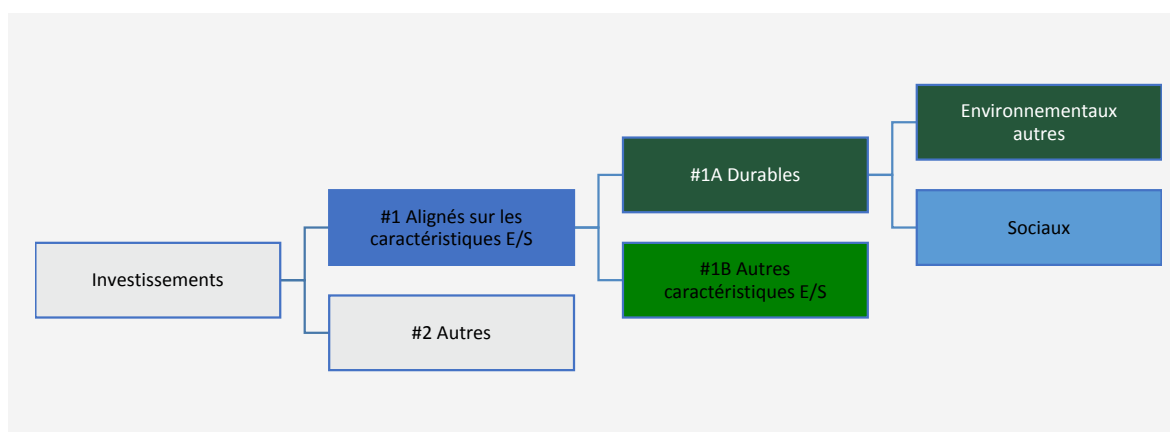 Investissements
#1 Alignés sur les
caractéristiques E/S
#2 Autres
#1A Durables
#1B Autres
caractéristiques E/S
Environnementaux
autres
Sociaux